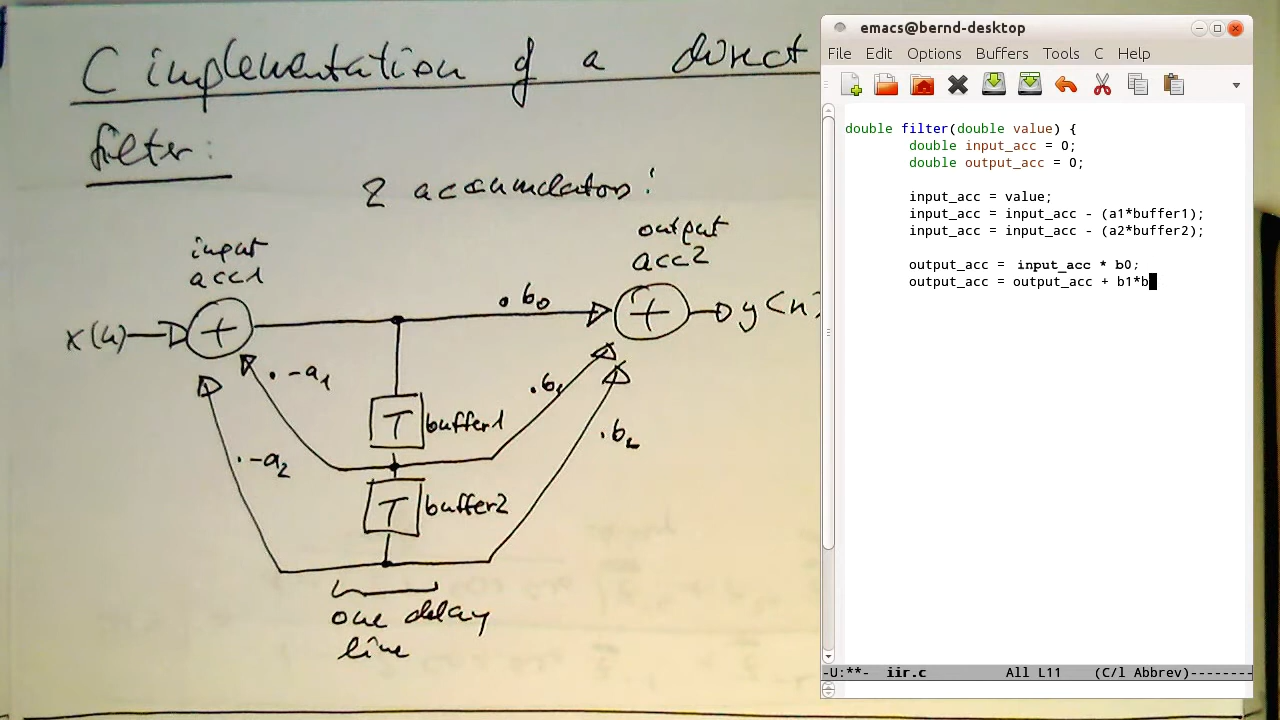 C implementation of a direct
filter:
2 accumulators!
input
acc1
output
acc2
x(n)
+
.b0
+
y(n)
.-a1
.b1
T
buffer1
.b2
.-a2
T
buffer2
one delay
line
emacs@bernd-desktop
File Edit Options Buffers Tools C Help
double filter(double value) {
double input_acc = 0;
double output_acc = 0;
input_acc = value;
input_acc = input_acc - (a1*buffer1);
input_acc = input_acc - (a2*buffer2);
output_acc = input_acc * b0;
output_acc = output_acc + b1*b
-U:**- iir.c All L11 (C/l Abbrev)--------